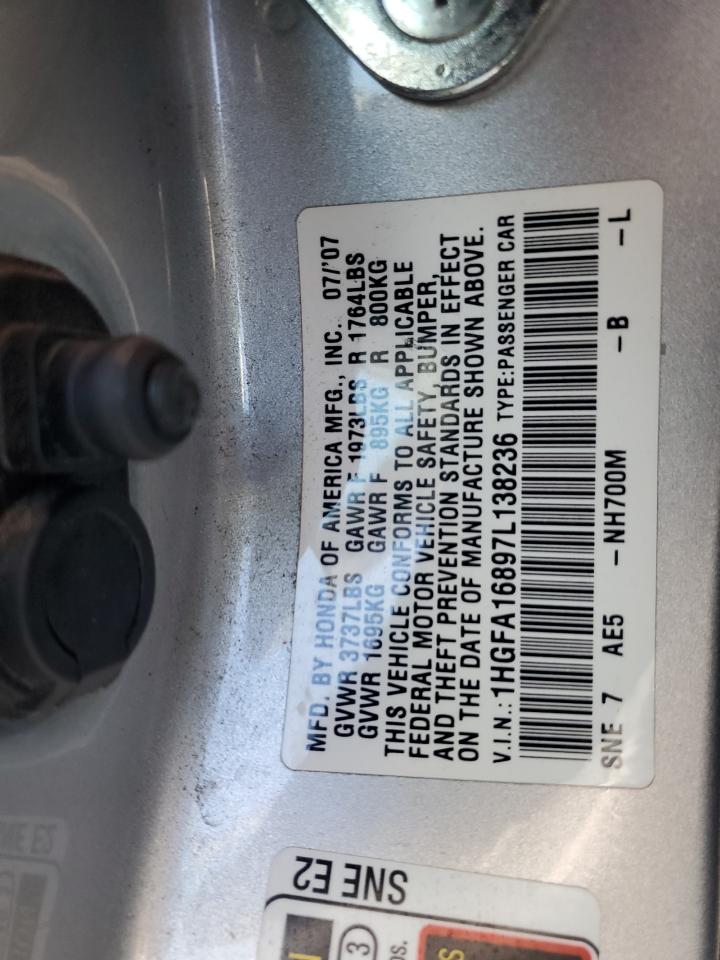 MFD. BY HONDA OF AMERICA MFG., INC. 07/'07
GVWR 3737LBS GAWR F 1973LBS R 1764LBS
GVWR 1695KG GAWR F 895KG R 800KG
THIS VEHICLE CONFORMS TO ALL APPLICABLE
FEDERAL MOTOR VEHICLE SAFETY, BUMPER,
AND THEFT PREVENTION STANDARDS IN EFFECT
ON THE DATE OF MANUFACTURE SHOWN ABOVE.
V.I.N.: 1HGFA16897L138236 TYPE:PASSENGER CAR
SNE 7 AE5 -NH700M -B -L
SNE E2
3